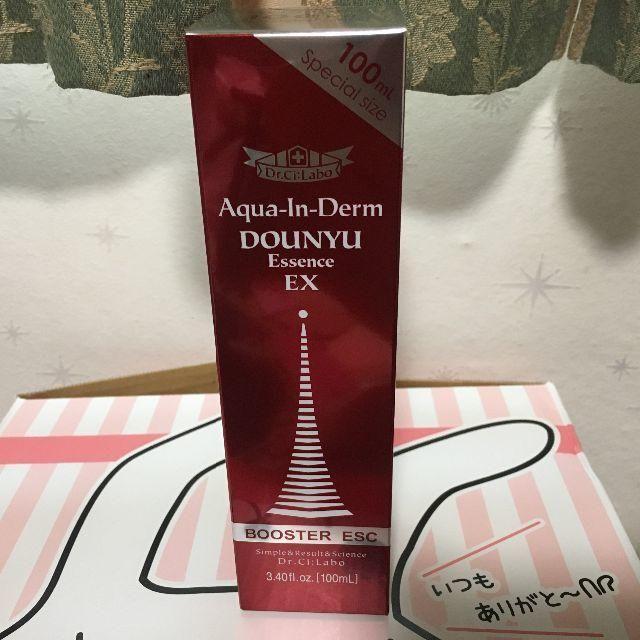 100mL
Special size
Dr.Ci:Labo
Aqua-In-Derm
DOUNYU
Essence
EX
BOOSTER ESC
Simple&Result&Science
Dr.Ci:Labo
3.40fl.oz.[100mL]
いつも
ありがと〜